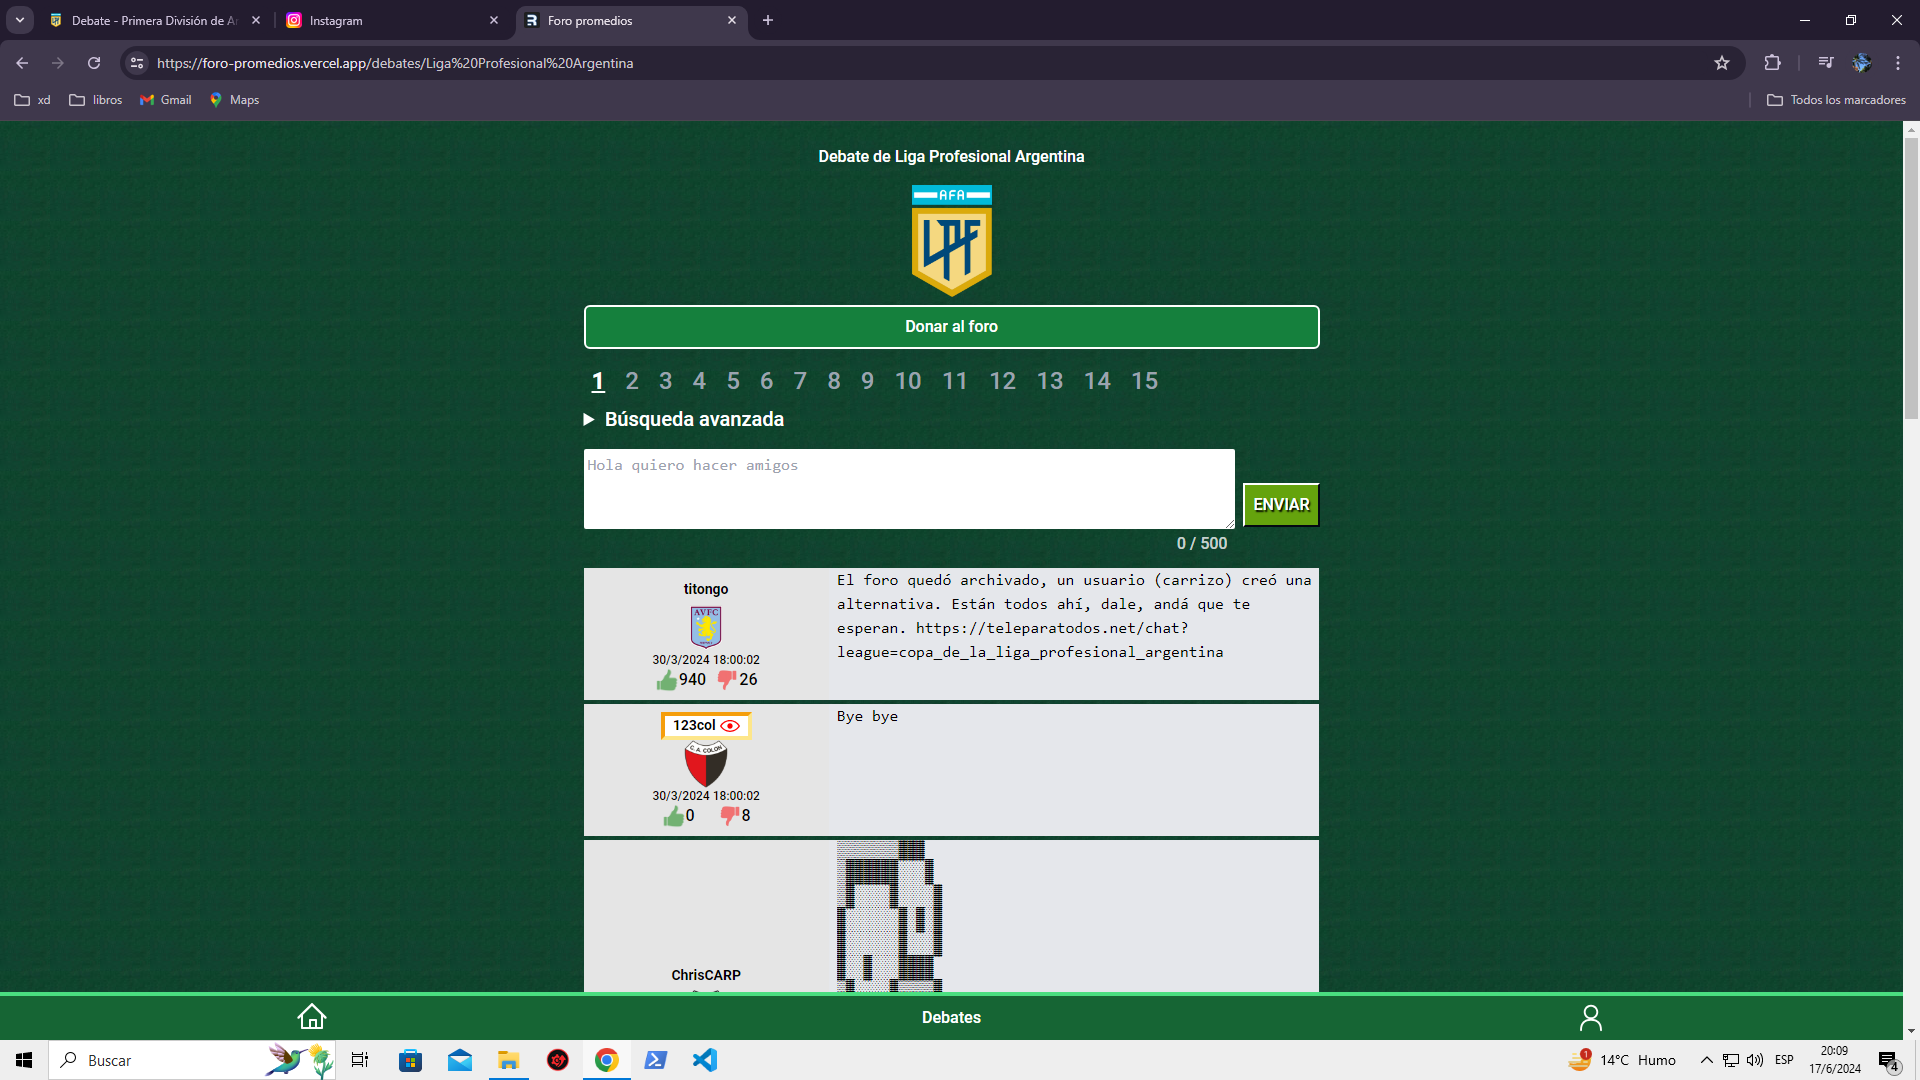 Debate - Primera División de Ar
Instagram
Foro promedios
https://foro-promedios.vercel.app/debates/Liga%20Profesional%20Argentina
xd
libros
Gmail
Maps
Todos los marcadores
Debate de Liga Profesional Argentina
AFA
LPF
Donar al foro
1 2 3 4 5 6 7 8 9 10 11 12 13 14 15
Búsqueda avanzada
Hola quiero hacer amigos
ENVIAR
0 / 500
titongo
AVFC
30/3/2024 18:00:02
940 26
El foro quedó archivado, un usuario (carrizo) creó una
alternativa. Están todos ahí, dale, andá que te
esperan. https://teleparatodos.net/chat?
league=copa_de_la_liga_profesional_argentina
123col
C. A. COLON
30/3/2024 18:00:02
0 8
Bye bye
ChrisCARP
Debates
Buscar
1
14°C Humo
ESP
20:09
17/6/2024
4